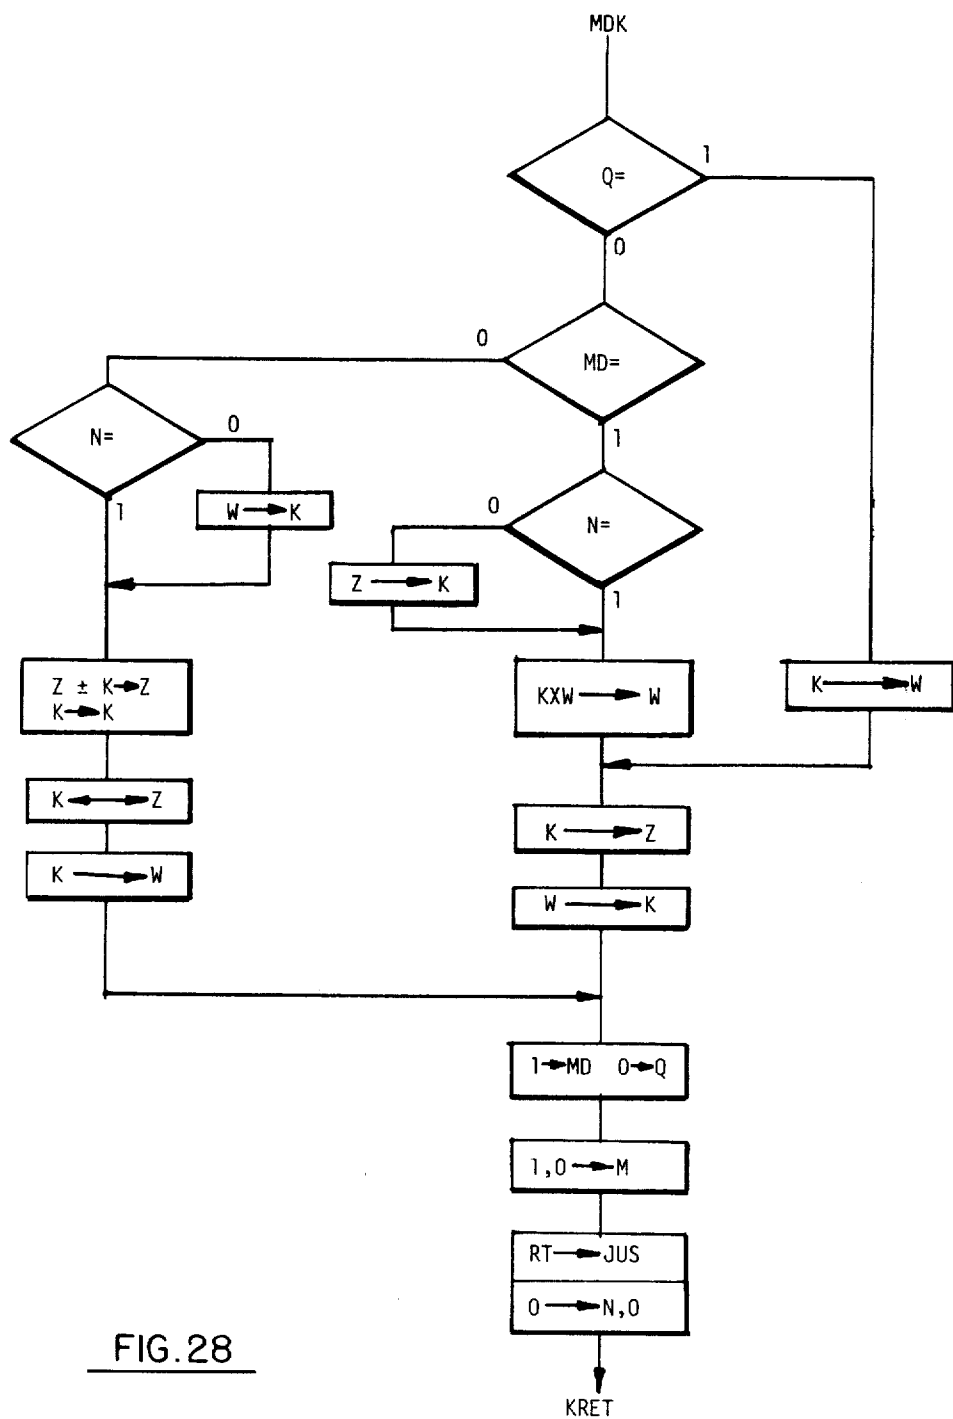 MDK
Q=
1
0
MD=
0
1
N=
0
1
W → K
N=
0
1
Z → K
Z ± K → Z
K → K
KXW → W
K → W
K ↔ Z
K → Z
K → W
W → K
1→MD 0→Q
1,0 → M
RT → JUS
0 → N,0
FIG.28
KRET